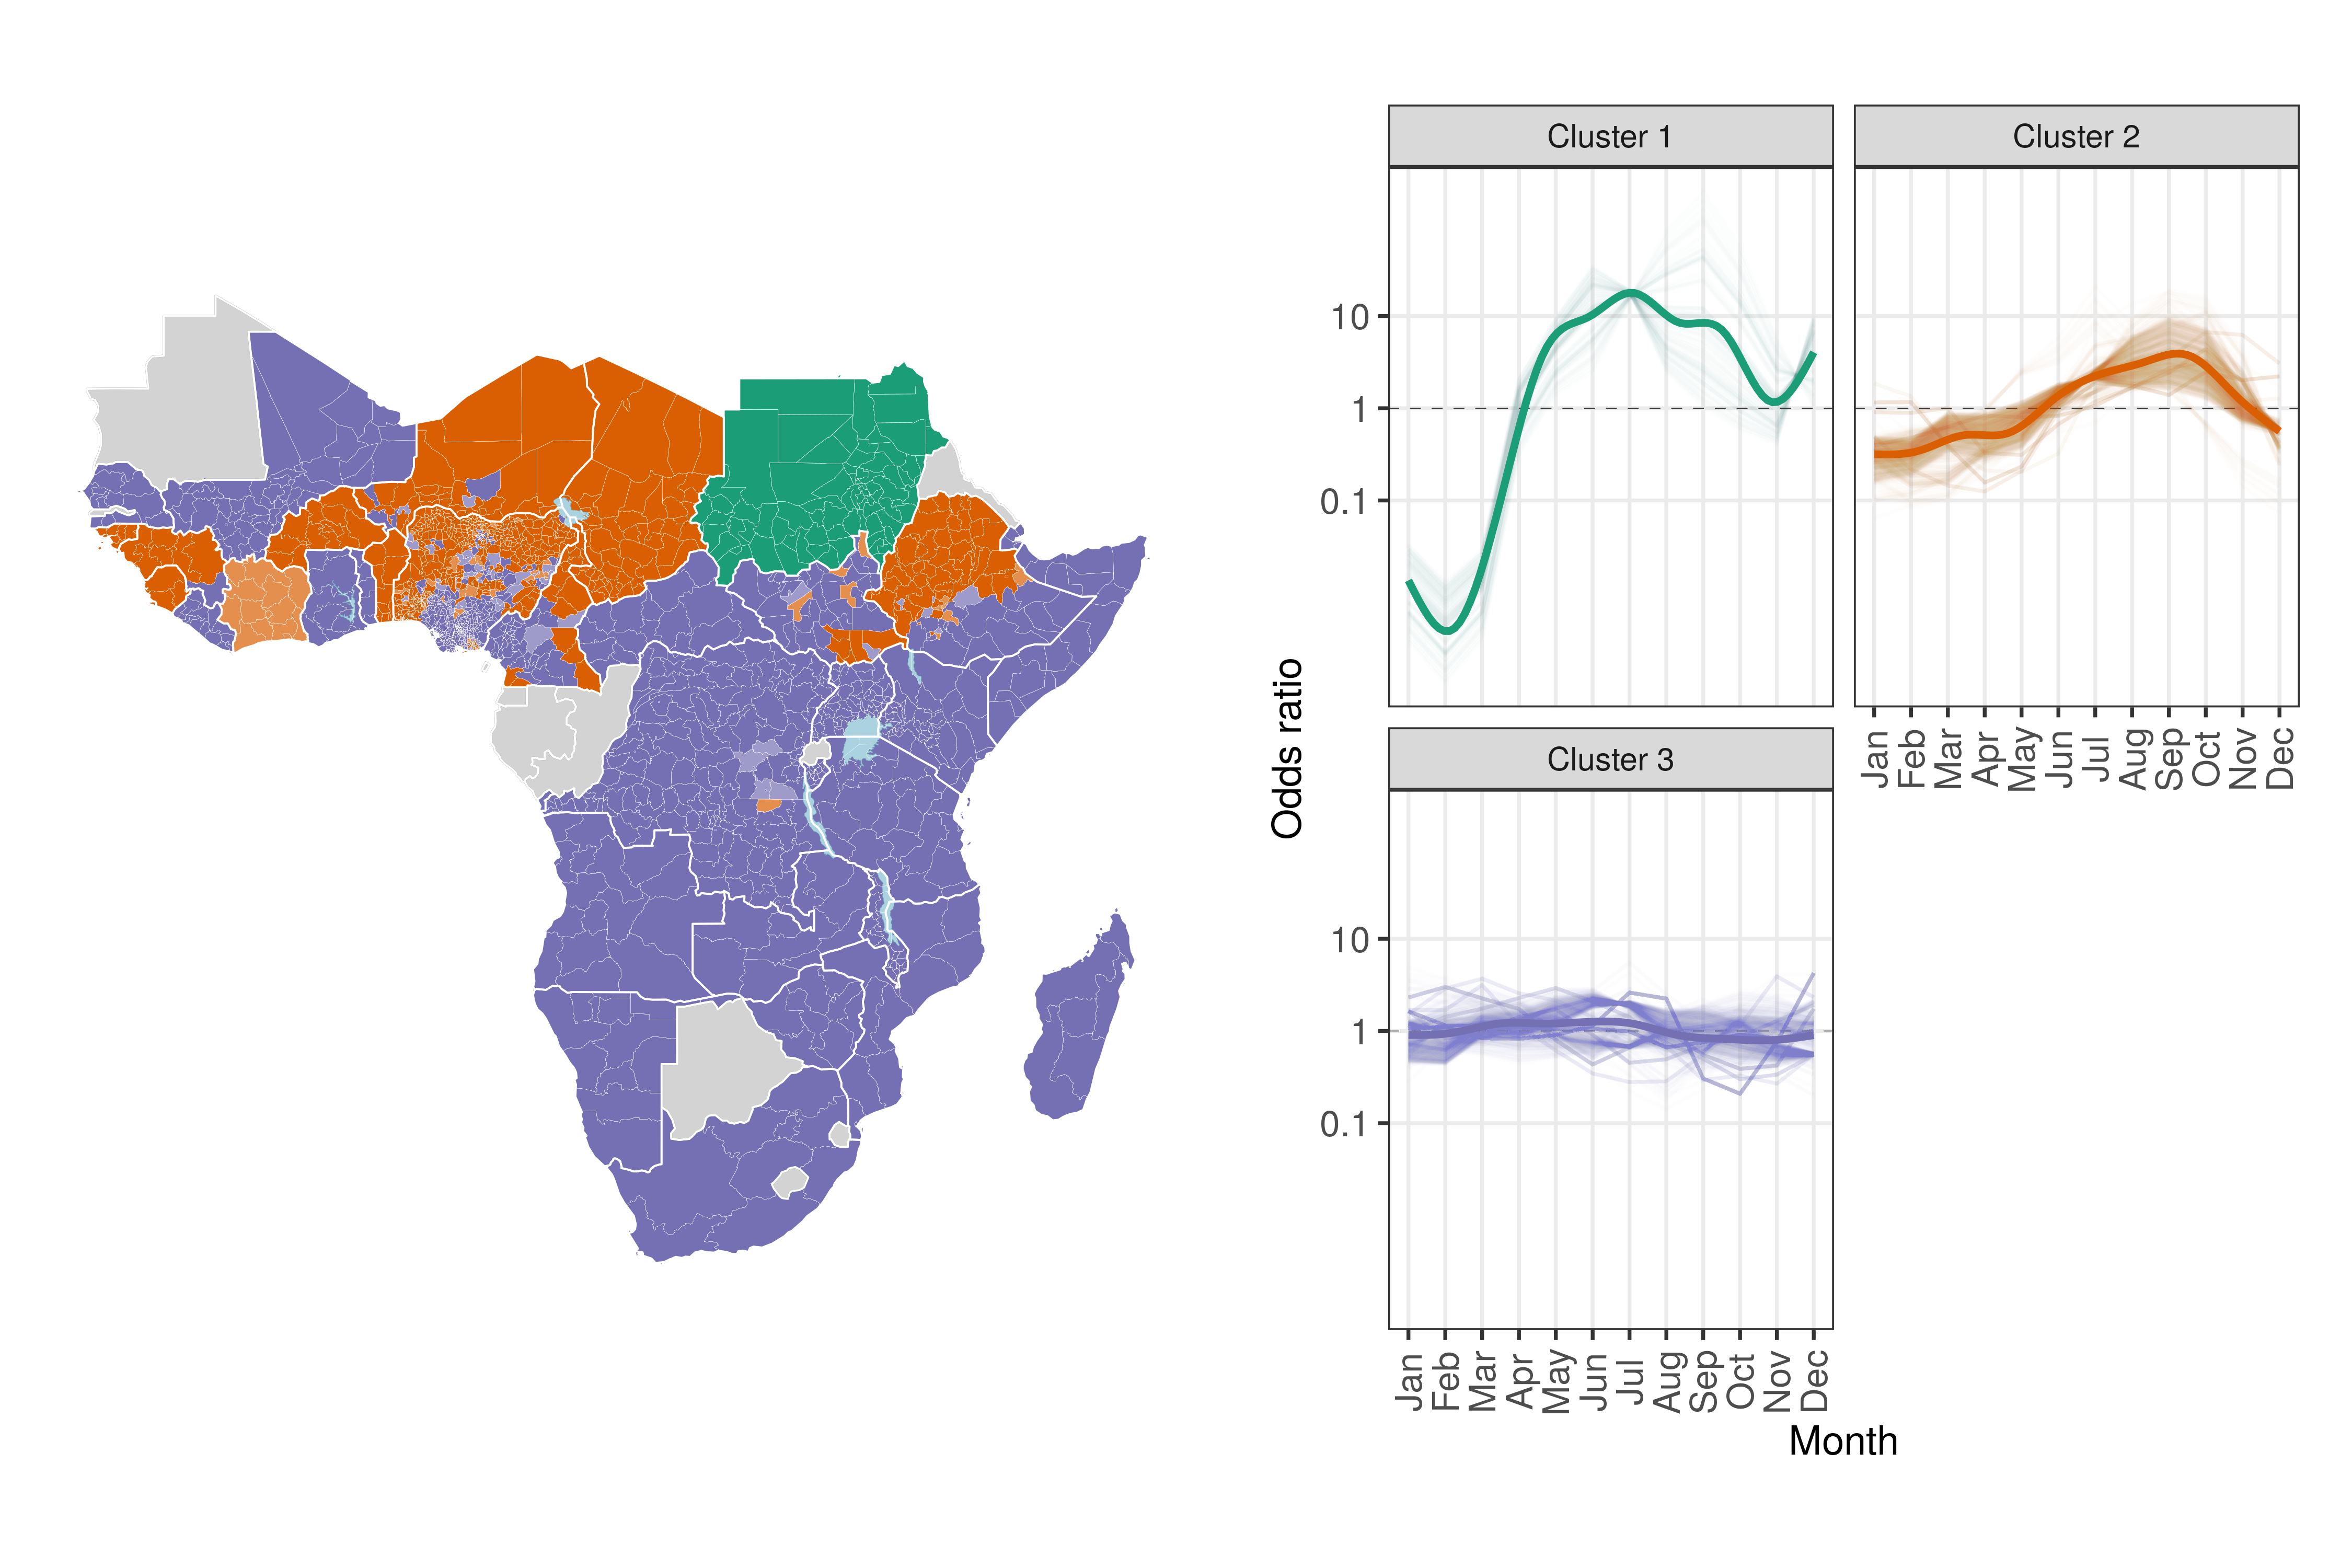 Cluster 1
Cluster 2
10
1
0.1
Jan
Feb
Mar
Apr
May
Jun
Jul
Aug
Sep
Oct
Nov
Dec
Odds ratio
Cluster 3
10
1
0.1
Jan
Feb
Mar
Apr
May
Jun
Jul
Aug
Sep
Oct
Nov
Dec
Month